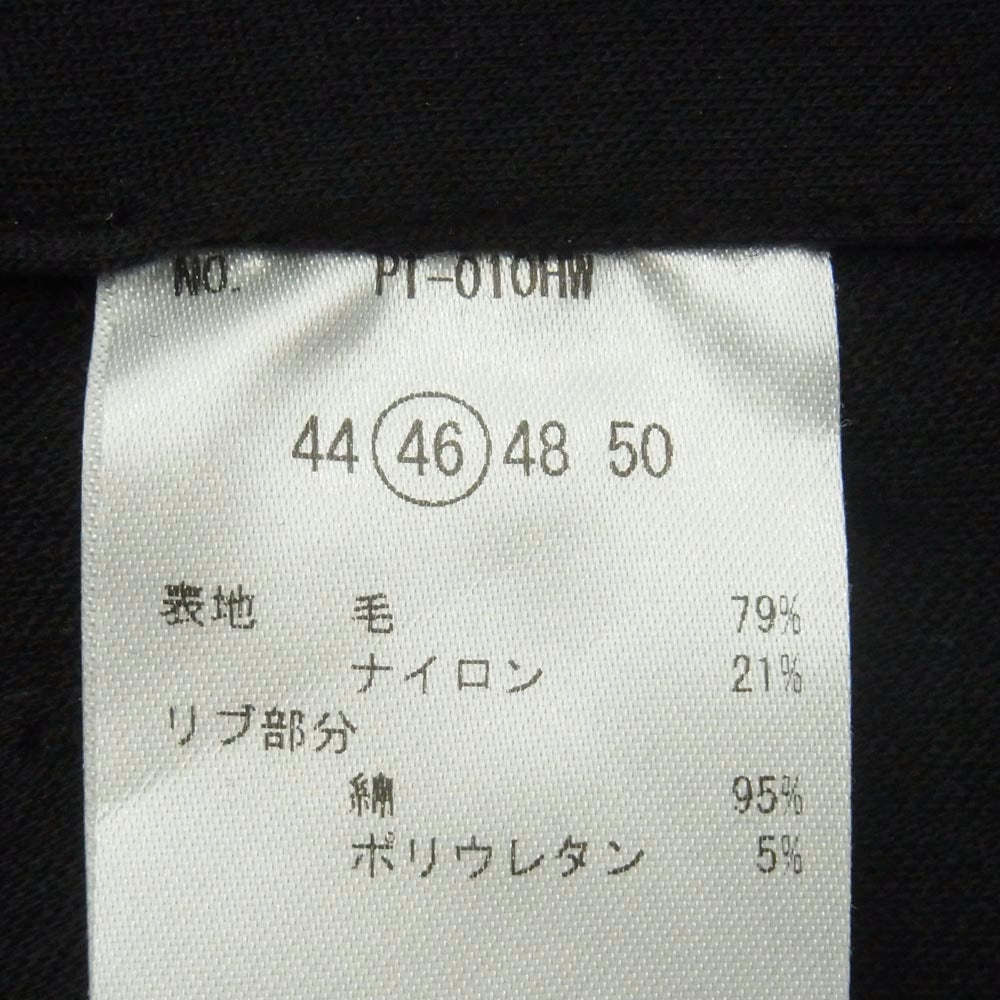 NO. PT-010AW
44 46 48 50
表地 毛 79%
ナイロン 21%
リブ部分
綿 95%
ポリウレタン 5%